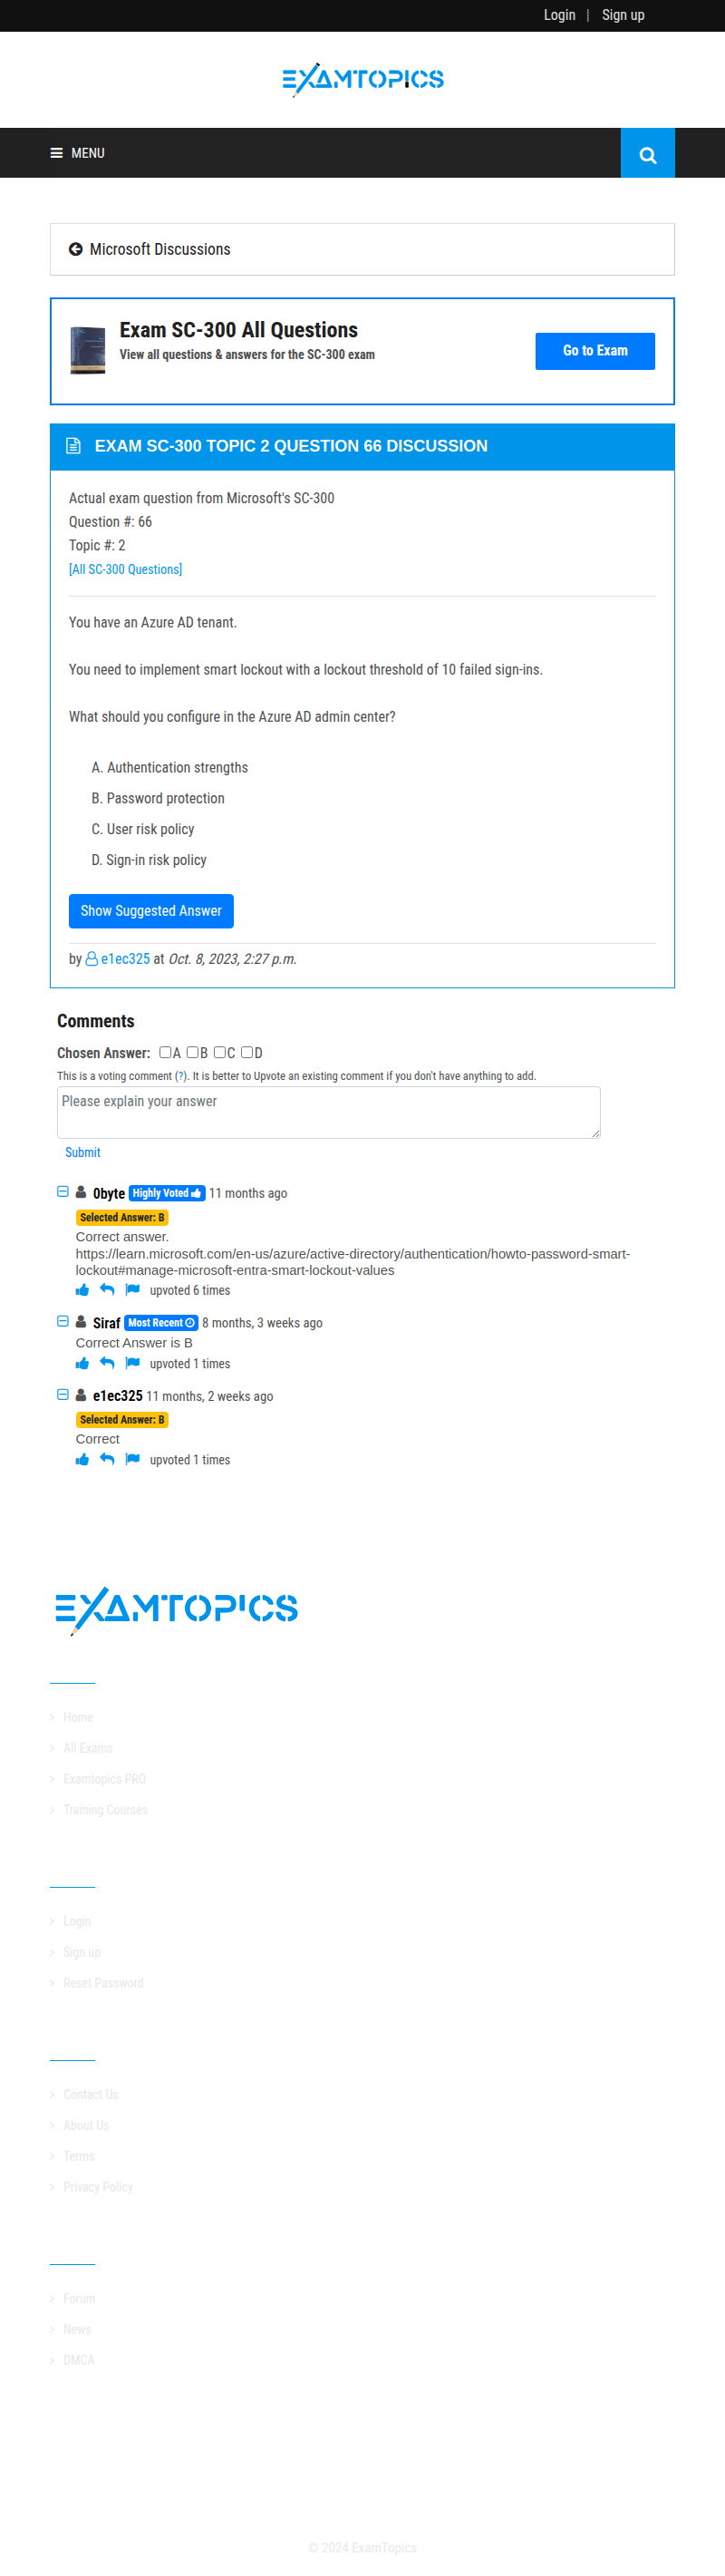 Login | Sign up
EXAMTOPICS
MENU
Microsoft Discussions
Exam SC-300 All Questions
View all questions & answers for the SC-300 exam
Go to Exam
EXAM SC-300 TOPIC 2 QUESTION 66 DISCUSSION
Actual exam question from Microsoft's SC-300
Question #: 66
Topic #: 2
[All SC-300 Questions]
You have an Azure AD tenant.
You need to implement smart lockout with a lockout threshold of 10 failed sign-ins.
What should you configure in the Azure AD admin center?
A. Authentication strengths
B. Password protection
C. User risk policy
D. Sign-in risk policy
Show Suggested Answer
by e1ec325 at Oct. 8, 2023, 2:27 p.m.
Comments
Chosen Answer: A B C D
This is a voting comment (?). It is better to Upvote an existing comment if you don't have anything to add.
Please explain your answer
Submit
0byte Highly Voted 11 months ago
Selected Answer: B
Correct answer.
https://learn.microsoft.com/en-us/azure/active-directory/authentication/howto-password-smart-
lockout#manage-microsoft-entra-smart-lockout-values
upvoted 6 times
Siraf Most Recent 8 months, 3 weeks ago
Correct Answer is B
upvoted 1 times
e1ec325 11 months, 2 weeks ago
Selected Answer: B
Correct
upvoted 1 times
EXAMTOPICS
Home
All Exams
Examtopics PRO
Training Courses
Login
Sign up
Reset Password
Contact Us
About Us
Terms
Privacy Policy
Forum
News
DMCA
© 2024 ExamTopics